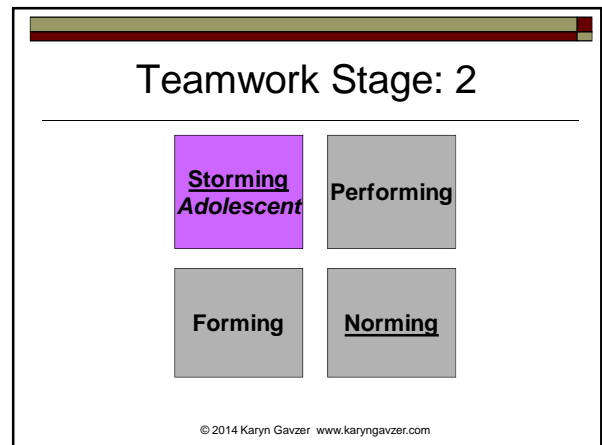 Teamwork Stage: 2
Storming
Adolescent
Performing
Forming
Norming
© 2014 Karyn Gavzer www.karyngavzer.com